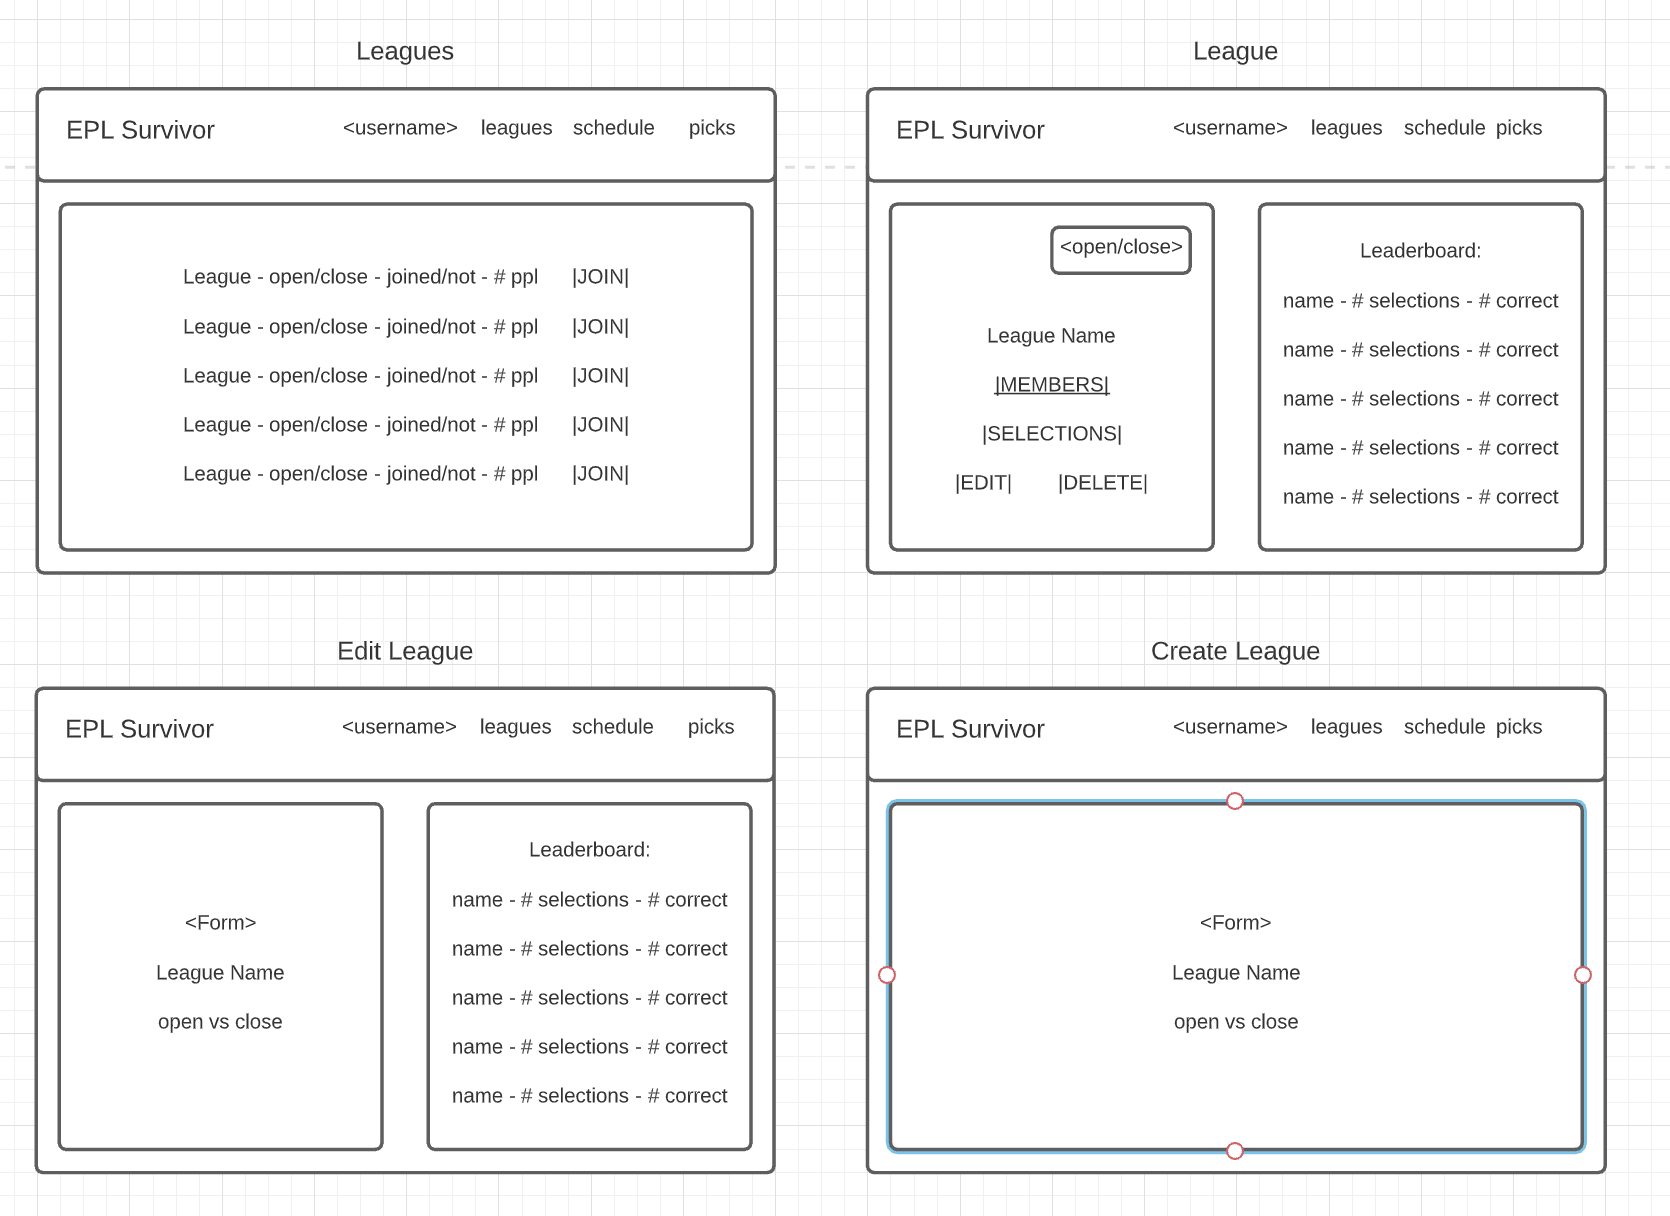 Leagues
EPL Survivor <username> leagues schedule picks
League - open/close - joined/not - # ppl |JOIN|
League - open/close - joined/not - # ppl |JOIN|
League - open/close - joined/not - # ppl |JOIN|
League - open/close - joined/not - # ppl |JOIN|
League - open/close - joined/not - # ppl |JOIN|
League
EPL Survivor <username> leagues schedule picks
<open/close>
League Name
|MEMBERS|
|SELECTIONS|
|EDIT| |DELETE|
Leaderboard:
name - # selections - # correct
name - # selections - # correct
name - # selections - # correct
name - # selections - # correct
name - # selections - # correct
Edit League
EPL Survivor <username> leagues schedule picks
<Form>
League Name
open vs close
Leaderboard:
name - # selections - # correct
name - # selections - # correct
name - # selections - # correct
name - # selections - # correct
name - # selections - # correct
Create League
EPL Survivor <username> leagues schedule picks
<Form>
League Name
open vs close